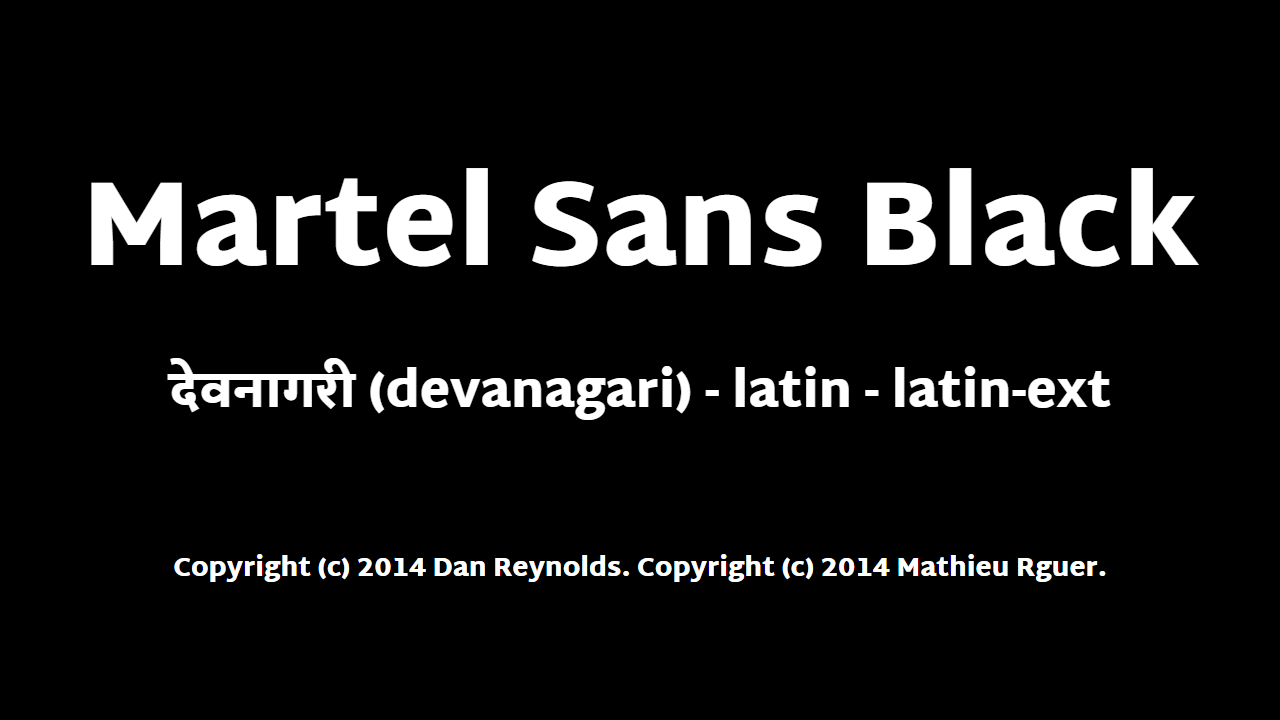 Martel Sans Black
देवनागरी (devanagari) - latin - latin-ext
Copyright (c) 2014 Dan Reynolds. Copyright (c) 2014 Mathieu Rguer.